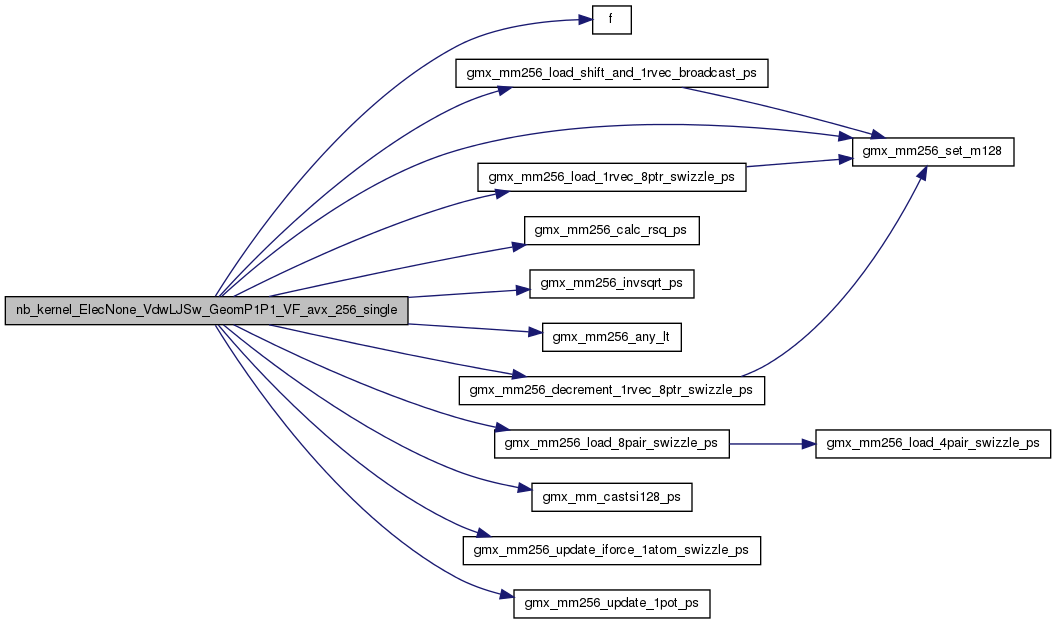 f
gmx_mm256_load_shift_and_1rvec_broadcast_ps
gmx_mm256_set_m128
gmx_mm256_load_1rvec_8ptr_swizzle_ps
gmx_mm256_calc_rsq_ps
gmx_mm256_invsqrt_ps
nb_kernel_ElecNone_VdwLJSw_GeomP1P1_VF_avx_256_single
gmx_mm256_any_lt
gmx_mm256_decrement_1rvec_8ptr_swizzle_ps
gmx_mm256_load_8pair_swizzle_ps
gmx_mm256_load_4pair_swizzle_ps
gmx_mm_castsi128_ps
gmx_mm256_update_iforce_1atom_swizzle_ps
gmx_mm256_update_1pot_ps